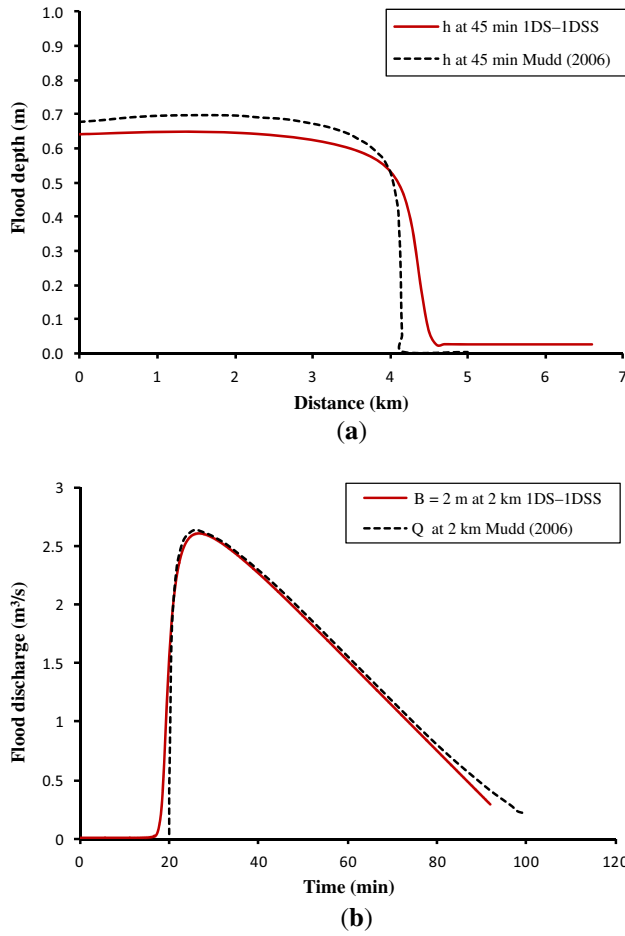 h at 45 min 1DS–1DSS
h at 45 min Mudd (2006)
1.0
0.9
0.8
0.7
0.6
0.5
0.4
0.3
0.2
0.1
0.0
Flood depth (m)
0 1 2 3 4 5 6 7
Distance (km)
(a)
B = 2 m at 2 km 1DS–1DSS
Q at 2 km Mudd (2006)
3
2.5
2
1.5
1
0.5
0
Flood discharge (m³/s)
0 20 40 60 80 100 120
Time (min)
(b)